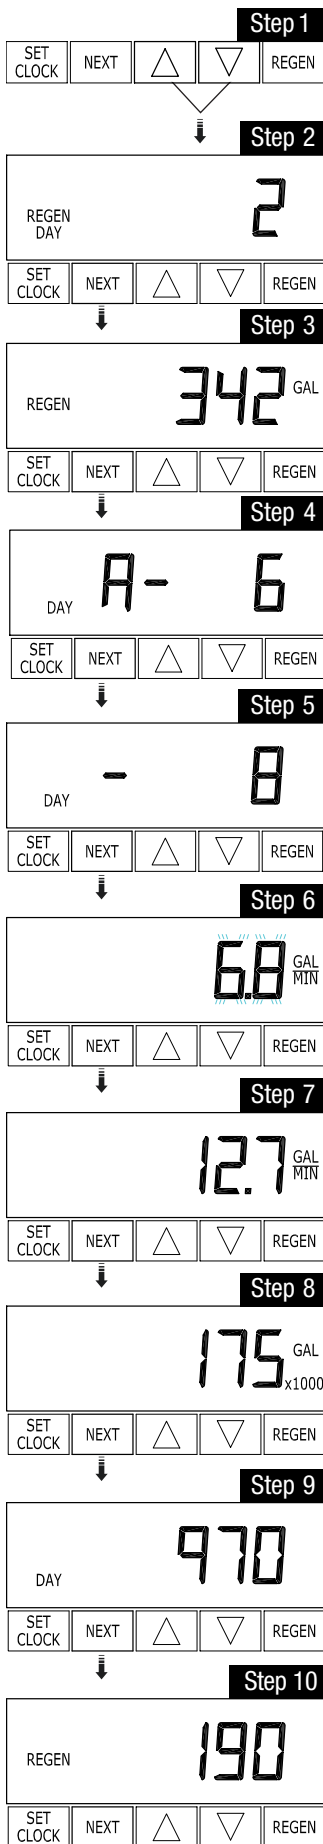 Step 1
SET CLOCK NEXT REGEN
Step 2
REGEN DAY 2
SET CLOCK NEXT REGEN
Step 3
REGEN 342 GAL
SET CLOCK NEXT REGEN
Step 4
DAY A- 6
SET CLOCK NEXT REGEN
Step 5
DAY - 8
SET CLOCK NEXT REGEN
Step 6
6.8 GAL MIN
SET CLOCK NEXT REGEN
Step 7
12.7 GAL MIN
SET CLOCK NEXT REGEN
Step 8
175 GAL x1000
SET CLOCK NEXT REGEN
Step 9
DAY 970
SET CLOCK NEXT REGEN
Step 10
REGEN 190
SET CLOCK NEXT REGEN